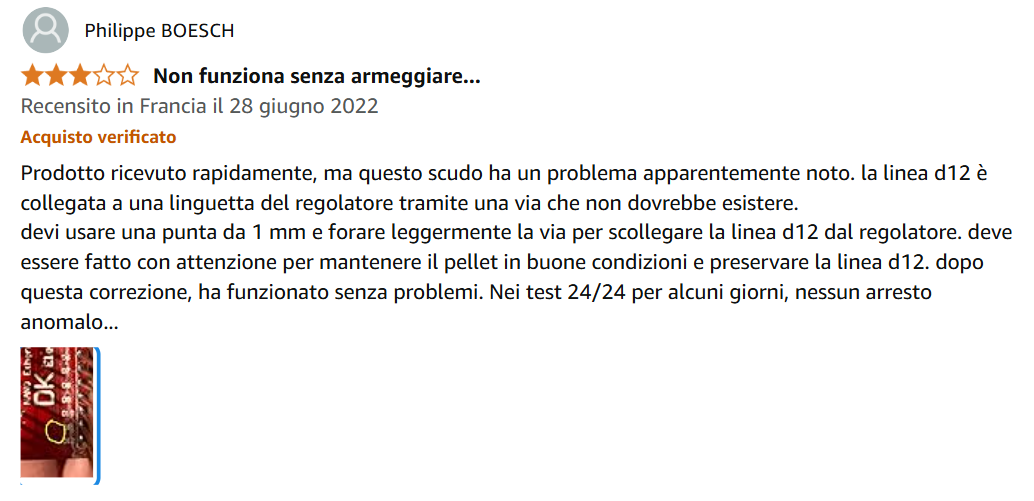 Philippe BOESCH
Non funziona senza armeggiare...
Recensito in Francia il 28 giugno 2022
Acquisto verificato
Prodotto ricevuto rapidamente, ma questo scudo ha un problema apparentemente noto. la linea d12 è
collegata a una linguetta del regolatore tramite una via che non dovrebbe esistere.
devi usare una punta da 1 mm e forare leggermente la via per scollegare la linea d12 dal regolatore. deve
essere fatto con attenzione per mantenere il pellet in buone condizioni e preservare la linea d12. dopo
questa correzione, ha funzionato senza problemi. Nei test 24/24 per alcuni giorni, nessun arresto
anomalo...
OK